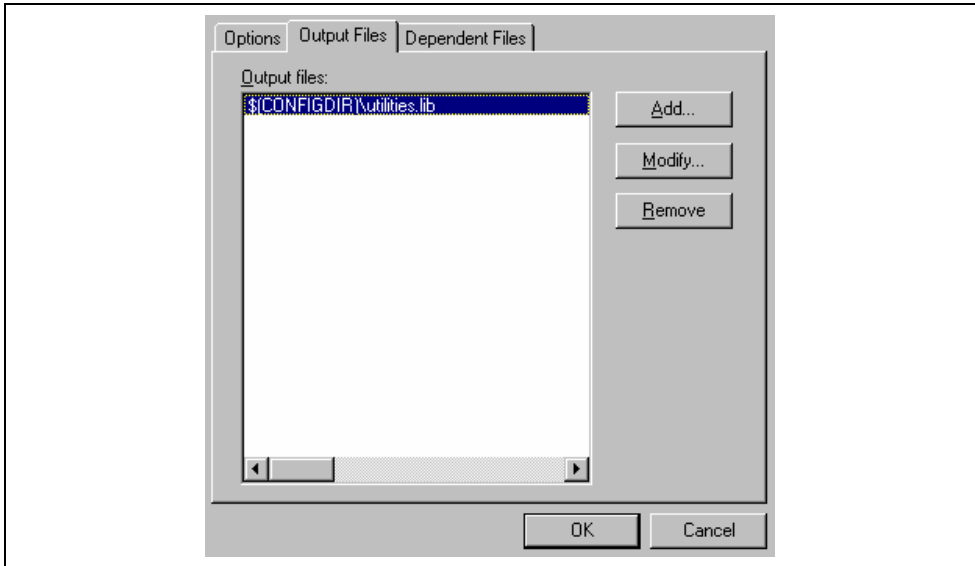 Options Output Files Dependent Files
Output files:
$(CONFIGDIR)\utilities.lib
Add...
Modify...
Remove
OK Cancel